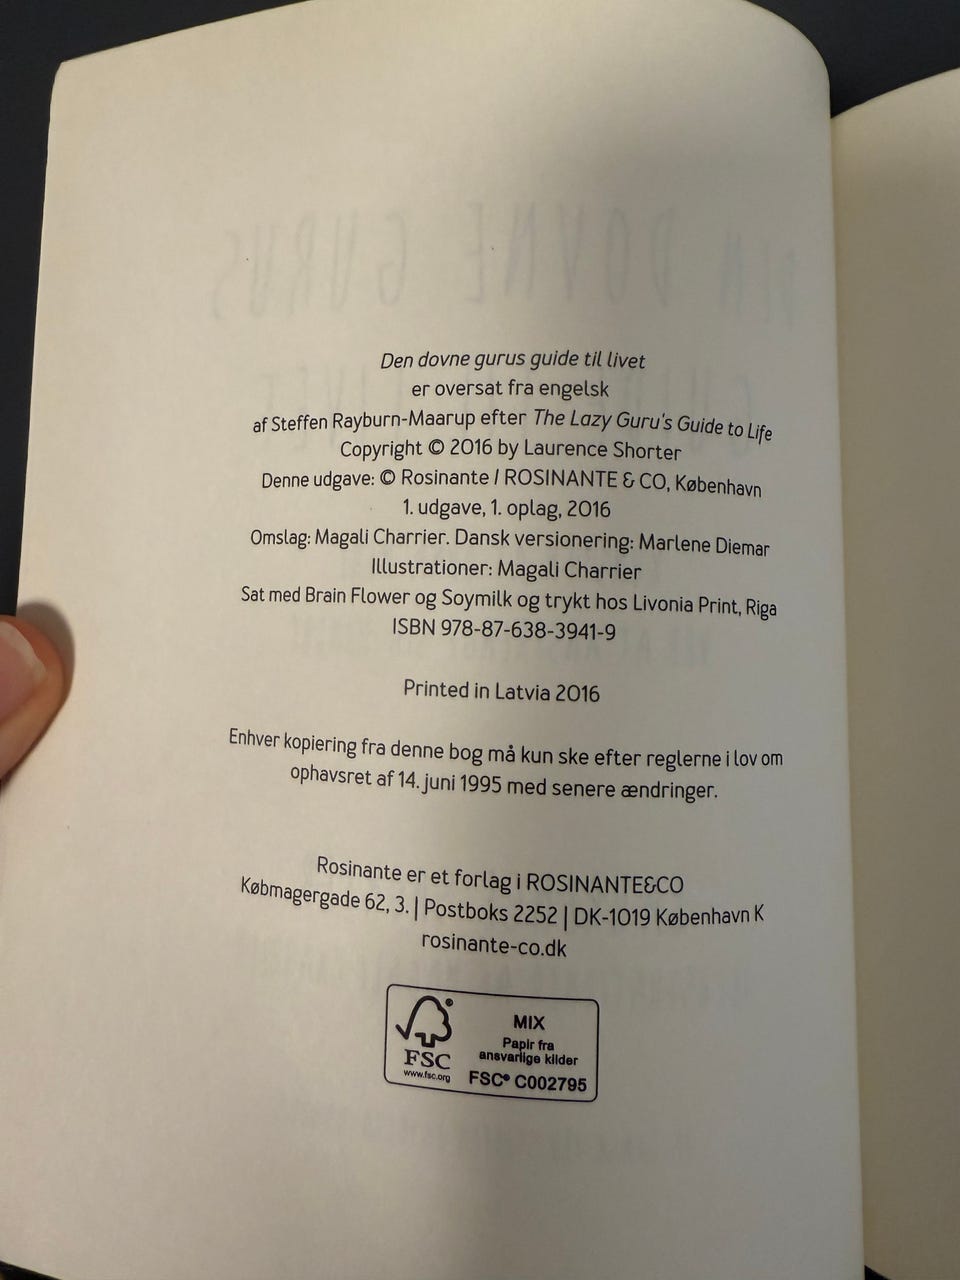 Den dovne gurus guide til livet
er oversat fra engelsk
af Steffen Rayburn-Maarup efter The Lazy Guru's Guide to Life
Copyright © 2016 by Laurence Shorter
Denne udgave: © Rosinante / ROSINANTE & CO, København
1. udgave, 1. oplag, 2016
Omslag: Magali Charrier. Dansk versionering: Marlene Diemar
Illustrationer: Magali Charrier
Sat med Brain Flower og Soymilk og trykt hos Livonia Print, Riga
ISBN 978-87-638-3941-9
Printed in Latvia 2016
Enhver kopiering fra denne bog må kun ske efter reglerne i lov om
ophavsret af 14. juni 1995 med senere ændringer.
Rosinante er et forlag i ROSINANTE&CO
Købmagergade 62, 3. | Postboks 2252 | DK-1019 København K
rosinante-co.dk
FSC
www.fsc.org
MIX
Papir fra
ansvarlige kilder
FSC® C002795